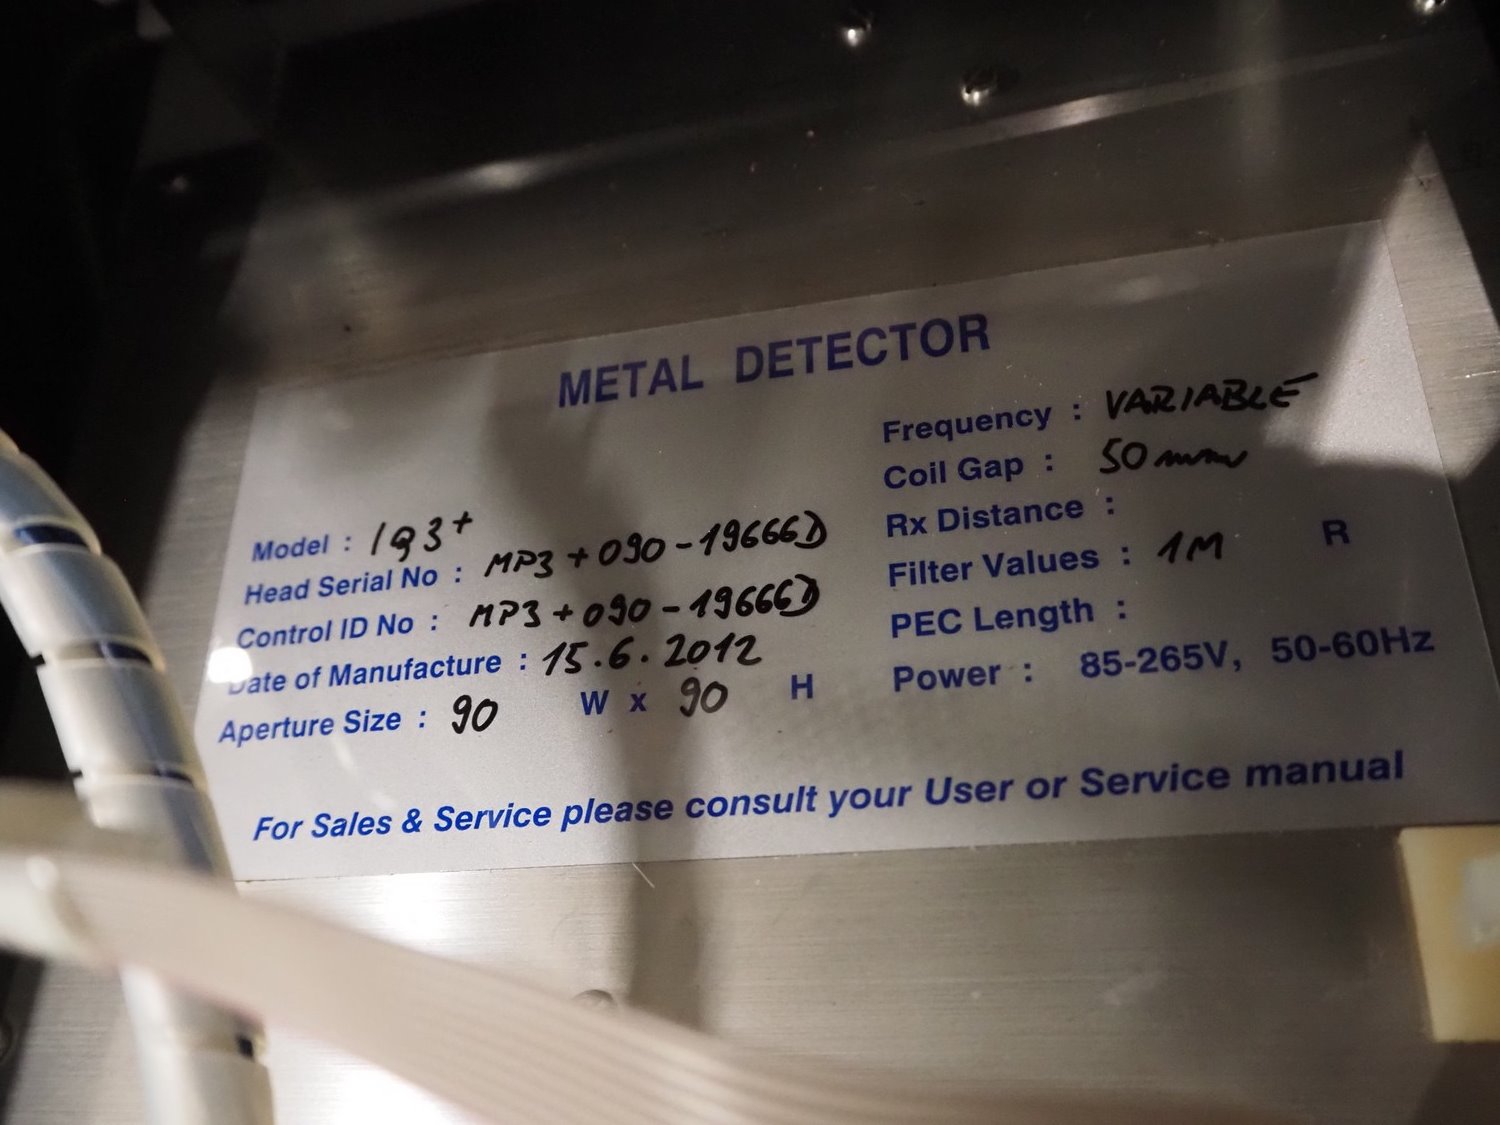 METAL DETECTOR
Model : IQ3+
Head Serial No : MP3+090-19666D
Control ID No : MP3+090-19666D
Date of Manufacture : 15.6.2012
Aperture Size : 90 W x 90 H
Frequency : VARIABLE
Coil Gap : 50mm
Rx Distance :
Filter Values : 1M R
PEC Length :
Power : 85-265V, 50-60Hz
For Sales & Service please consult your User or Service manual